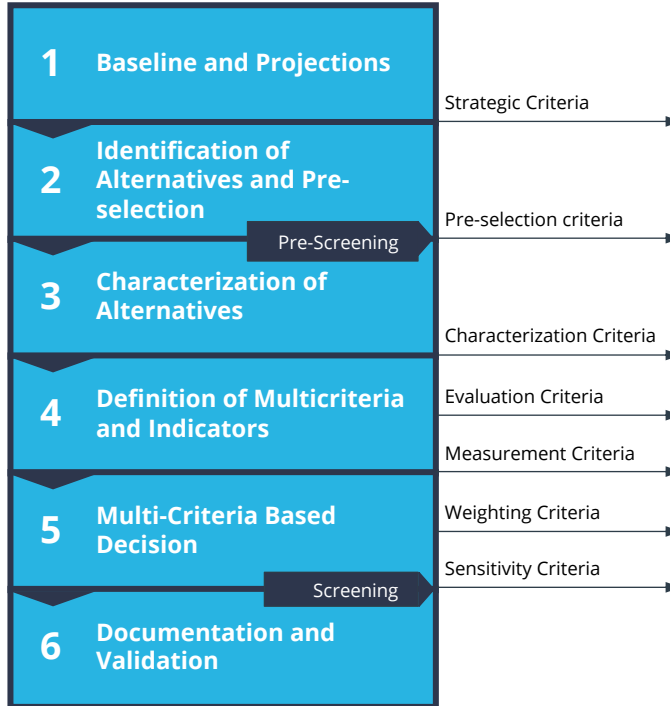 1 Baseline and Projections
Strategic Criteria
2 Identification of
Alternatives and Pre-
selection
Pre-Screening
Pre-selection criteria
3 Characterization of
Alternatives
Characterization Criteria
4 Definition of Multicriteria
and Indicators
Evaluation Criteria
Measurement Criteria
5 Multi-Criteria Based
Decision
Weighting Criteria
Sensitivity Criteria
Screening
6 Documentation and
Validation